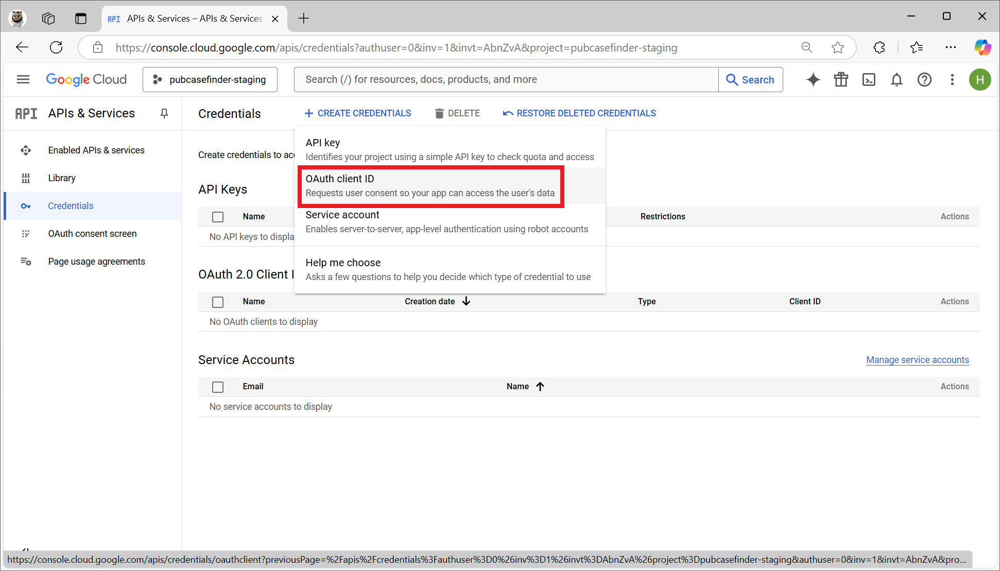 API APIs & Services – APIs & Services
https://console.cloud.google.com/apis/credentials?authuser=0&inv=1&invt=AbnZvA&project=pubcasefinder-staging
Google Cloud
pubcasefinder-staging
Search (/) for resources, docs, products, and more
Search
H
API APIs & Services
Enabled APIs & services
Library
Credentials
OAuth consent screen
Page usage agreements
Credentials
CREATE CREDENTIALS
DELETE
RESTORE DELETED CREDENTIALS
Create credentials to acc
API key
Identifies your project using a simple API key to check quota and access
OAuth client ID
Requests user consent so your app can access the user's data
Service account
Enables server-to-server, app-level authentication using robot accounts
Help me choose
Asks a few questions to help you decide which type of credential to use
API Keys
Name Restrictions Actions
No API keys to displa
OAuth 2.0 Client I
Name Creation date Type Client ID Actions
No OAuth clients to display
Service Accounts
Manage service accounts
Email Name Actions
No service accounts to display
https://console.cloud.google.com/apis/credentials/oauthclient?previousPage=%2Fapis%2Fcredentials%3Fauthuser%3D0%26inv%3D1%26invt%3DAbnZvA%26project%3Dpubcasefinder-staging&authuser=0&inv=1&invt=AbnZvA&pro...